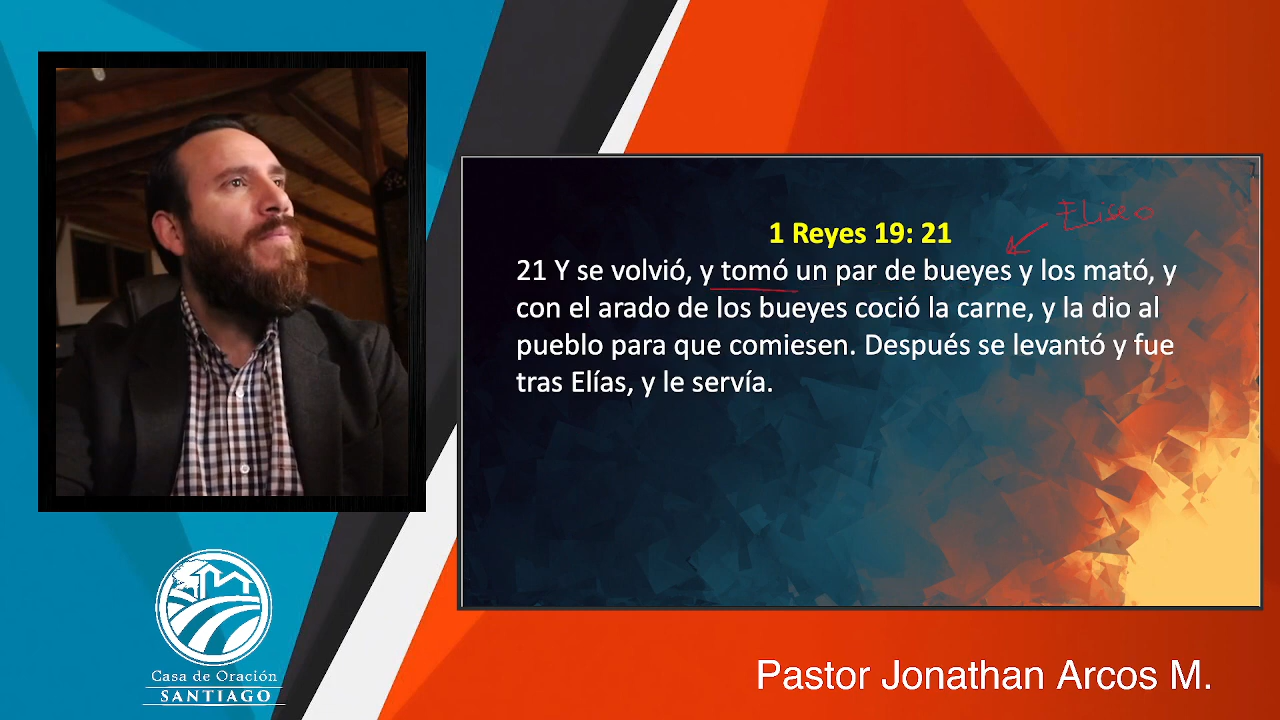 Eliseo
1 Reyes 19: 21
21 Y se volvió, y tomó un par de bueyes y los mató, y
con el arado de los bueyes coció la carne, y la dio al
pueblo para que comiesen. Después se levantó y fue
tras Elías, y le servía.
Casa de Oración
SANTIAGO
Pastor Jonathan Arcos M.